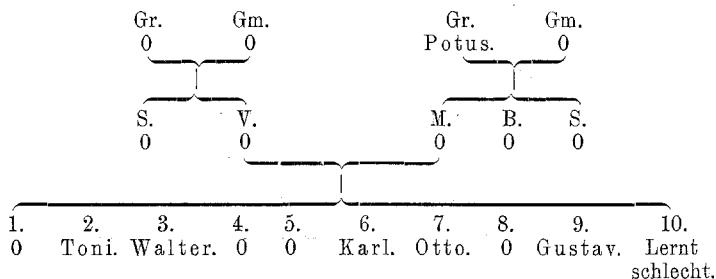 Gr. Gm. Gr. Gm.
0 0 Potus. 0
S. V. M. B. S.
0 0 0 0 0
1. 2. 3. 4. 5. 6. 7. 8. 9. 10.
0 Toni. Walter. 0 0 Karl. Otto. 0 Gustav. Lernt
schlecht.